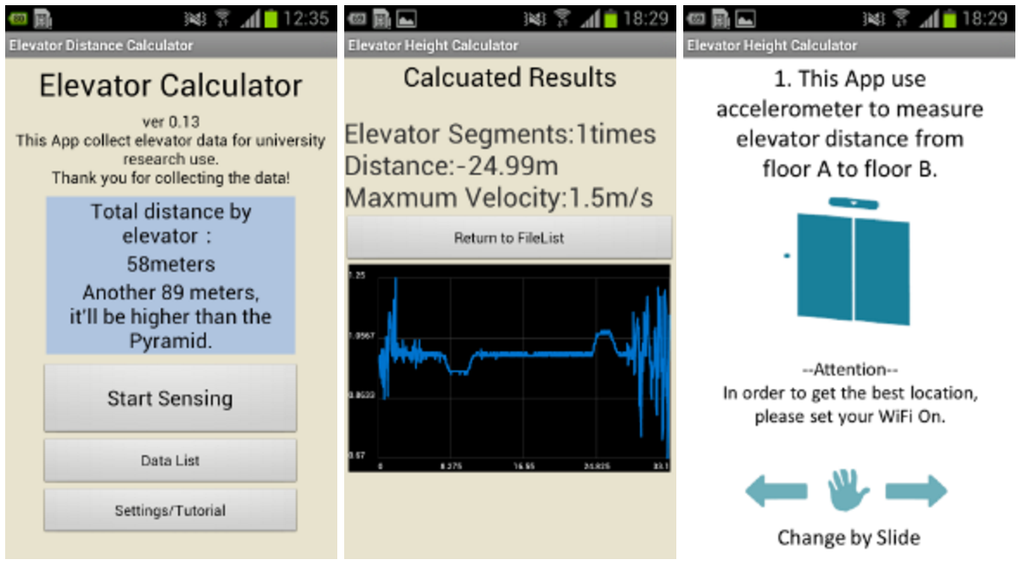 12:35
Elevator Distance Calculator
Elevator Calculator
ver 0.13
This App collect elevator data for university
research use.
Thank you for collecting the data!
Total distance by
elevator :
58meters
Another 89 meters,
it'll be higher than the
Pyramid.
Start Sensing
Data List
Settings/Tutorial
18:29
Elevator Height Calculator
Calcuated Results
Elevator Segments:1times
Distance:-24.99m
Maxmum Velocity:1.5m/s
Return to FileList
1.25
1.0567
0.8633
0.67
0
8.275
16.55
24.825
33.1
18:29
Elevator Height Calculator
1. This App use
accelerometer to measure
elevator distance from
floor A to floor B.
--Attention--
In order to get the best location,
please set your WiFi On.
Change by Slide